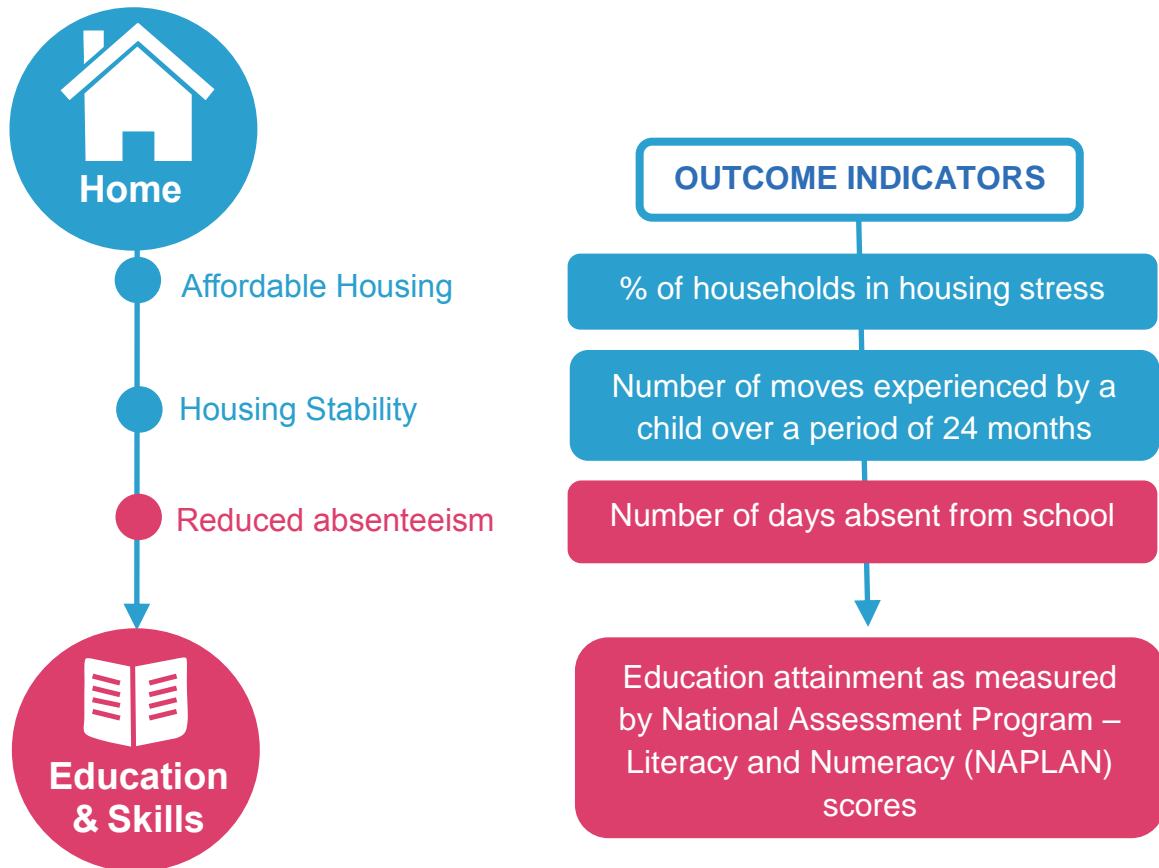 Home
Affordable Housing
Housing Stability
Reduced absenteeism
Education
& Skills
OUTCOME INDICATORS
% of households in housing stress
Number of moves experienced by a
child over a period of 24 months
Number of days absent from school
Education attainment as measured
by National Assessment Program –
Literacy and Numeracy (NAPLAN)
scores